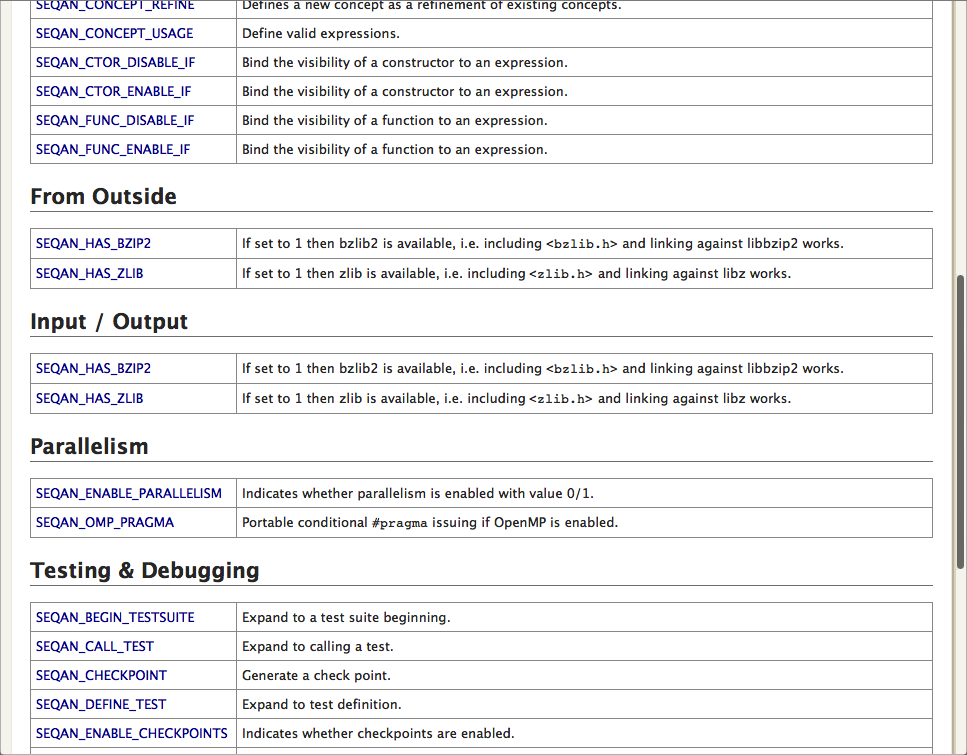 SEQAN_CONCEPT_REFINE Defines a new concept as a refinement of existing concepts.
SEQAN_CONCEPT_USAGE Define valid expressions.
SEQAN_CTOR_DISABLE_IF Bind the visibility of a constructor to an expression.
SEQAN_CTOR_ENABLE_IF Bind the visibility of a constructor to an expression.
SEQAN_FUNC_DISABLE_IF Bind the visibility of a function to an expression.
SEQAN_FUNC_ENABLE_IF Bind the visibility of a function to an expression.
From Outside
SEQAN_HAS_BZIP2 If set to 1 then bzlib2 is available, i.e. including <bzlib.h> and linking against libbzip2 works.
SEQAN_HAS_ZLIB If set to 1 then zlib is available, i.e. including <zlib.h> and linking against libz works.
Input / Output
SEQAN_HAS_BZIP2 If set to 1 then bzlib2 is available, i.e. including <bzlib.h> and linking against libbzip2 works.
SEQAN_HAS_ZLIB If set to 1 then zlib is available, i.e. including <zlib.h> and linking against libz works.
Parallelism
SEQAN_ENABLE_PARALLELISM Indicates whether parallelism is enabled with value 0/1.
SEQAN_OMP_PRAGMA Portable conditional #pragma issuing if OpenMP is enabled.
Testing & Debugging
SEQAN_BEGIN_TESTSUITE Expand to a test suite beginning.
SEQAN_CALL_TEST Expand to calling a test.
SEQAN_CHECKPOINT Generate a check point.
SEQAN_DEFINE_TEST Expand to test definition.
SEQAN_ENABLE_CHECKPOINTS Indicates whether checkpoints are enabled.